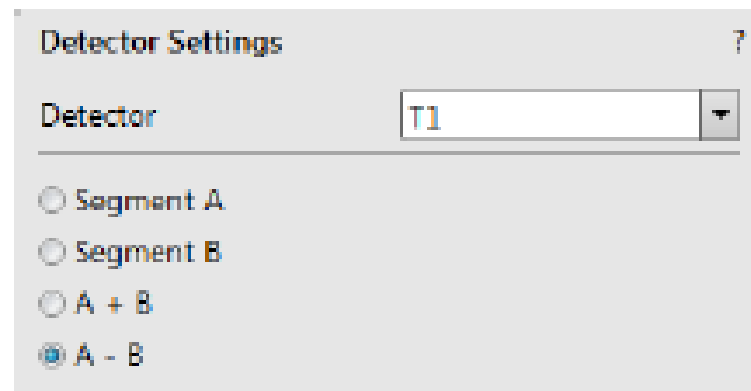 Detector Settings ?
Detector T1
Segment A
Segment B
A + B
A - B